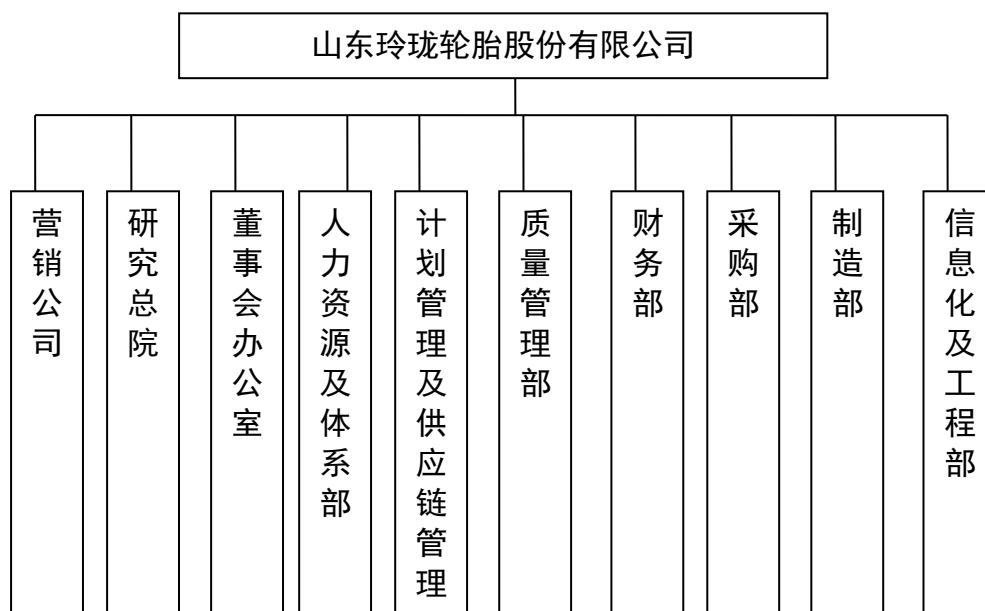 山东玲珑轮胎股份有限公司
营销公司
研究总院
董事会办公室
人力资源及体系部
计划管理及供应链管理
质量管理部
财务部
采购部
制造部
信息化及工程部